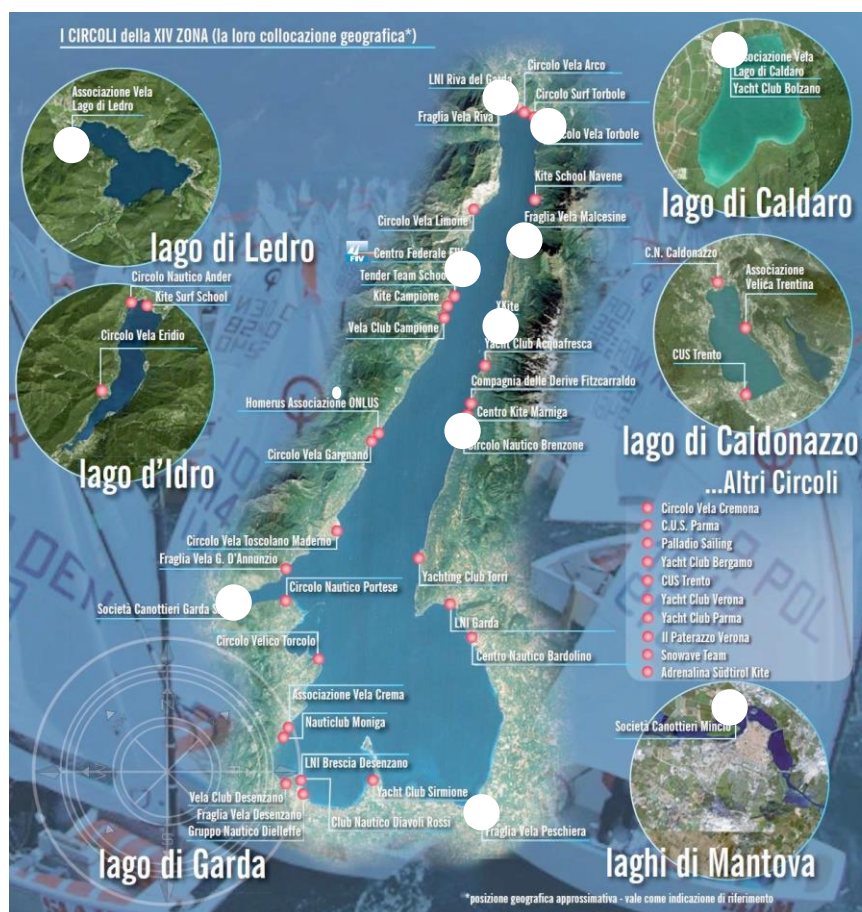 I CIRCOLI della XIV ZONA (la loro collocazione geografica*)
Associazione Vela
Lago di Ledro
lago di Ledro
Circolo Nautico Ander
Kite Surf School
Circolo Vela Eridio
lago d'Idro
Circolo Vela Arco
LNI Riva del Garda
Circolo Surf Torbole
Fraglia Vela Riva
Vela Torbole
Kite School Navene
Circolo Vela Limone
Fraglia Vela Malcesine
FIV
Centro Federale
Tender Team
Kite Campione
Vela Club Campione
Yacht Club Acquafresca
Compagnia delle Derive Fitzcarraldo
Homerus Associazione ONLUS
Centro Kite Marniga
Nautico Brenzone
Circolo Vela Gargnano
Circolo Vela Toscolano Maderno
Fraglia Vela G. D'Annunzio
Yachting Club Torri
Circolo Nautico Portese
Società Canottieri Garda
LNI Garda
Circolo Velico Torcolo
Centro Nautico Bardolino
Associazione Vela Crema
Nauticlub Moniga
LNI Brescia Desenzano
Vela Club Desenzano
Yacht Club Sirmione
Fraglia Vela Desenzano
Club Nautico Diavoli Rossi
Gruppo Nautico Dielleffe
Fraglia Vela Peschiera
lago di Garda
Vela
Lago di Caldaro
Yacht Club Bolzano
lago di Caldaro
C.N. Caldonazzo
Associazione
Velica Trentina
CUS Trento
lago di Caldonazzo
...Altri Circoli
Circolo Vela Cremona
C.U.S. Parma
Palladio Sailing
Yacht Club Bergamo
CUS Trento
Yacht Club Verona
Yacht Club Parma
Il Paterazzo Verona
Snowave Team
Adrenalina Südtirol Kite
Società Canottieri Mincio
laghi di Mantova
*posizione geografica approssimativa - vale come indicazione di riferimento
DEN
POL